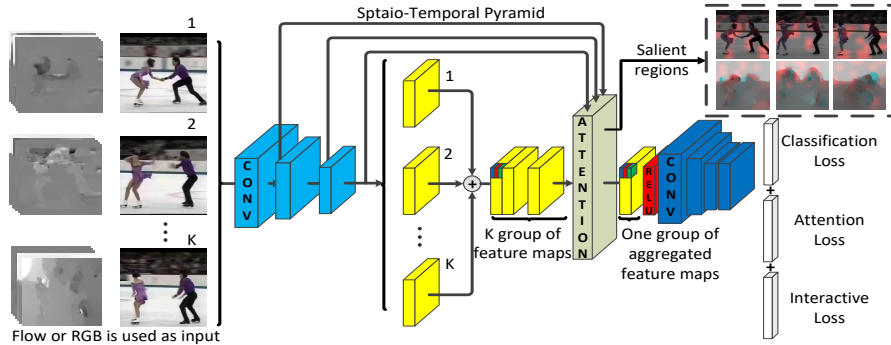 Sptaio-Temporal Pyramid
1
2
K
Flow or RGB is used as input
CONV
1
2
K
+
K group of
feature maps
ATTENTION
Salient
regions
RELU
CONV
One group of
aggregated
feature maps
Classification
Loss
+
Attention
Loss
+
Interactive
Loss